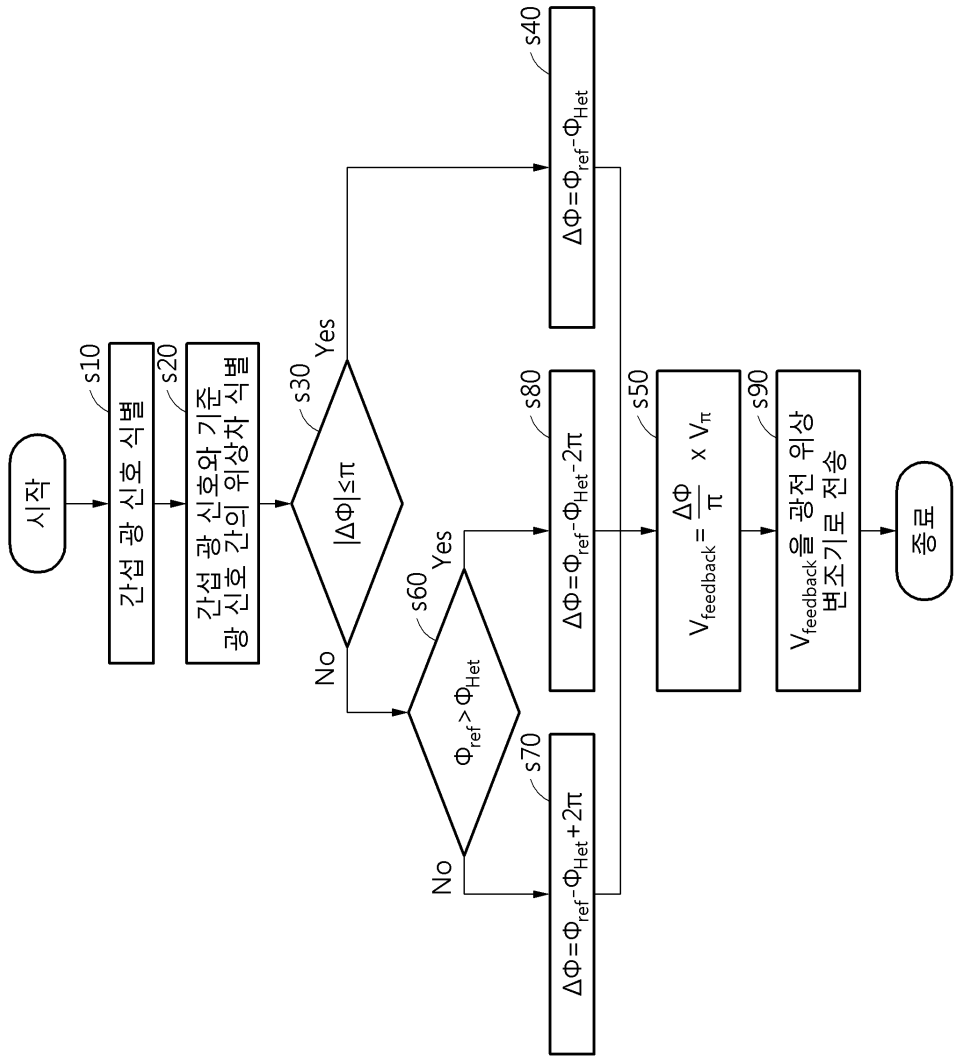 시작
s10
간섭 광 신호 식별
s20
간섭 광 신호와 기준
광 신호 간의 위상차 식별
s30
|ΔΦ|≤π
Yes
No
s40
ΔΦ=Φref-ΦHet
s60
Φref>ΦHet
Yes
No
s70
ΔΦ=Φref-ΦHet+2π
s80
ΔΦ=Φref-ΦHet-2π
s50
Vfeedback=ΔΦ/π x Vπ
s90
Vfeedback을 광전 위상
변조기로 전송
종료